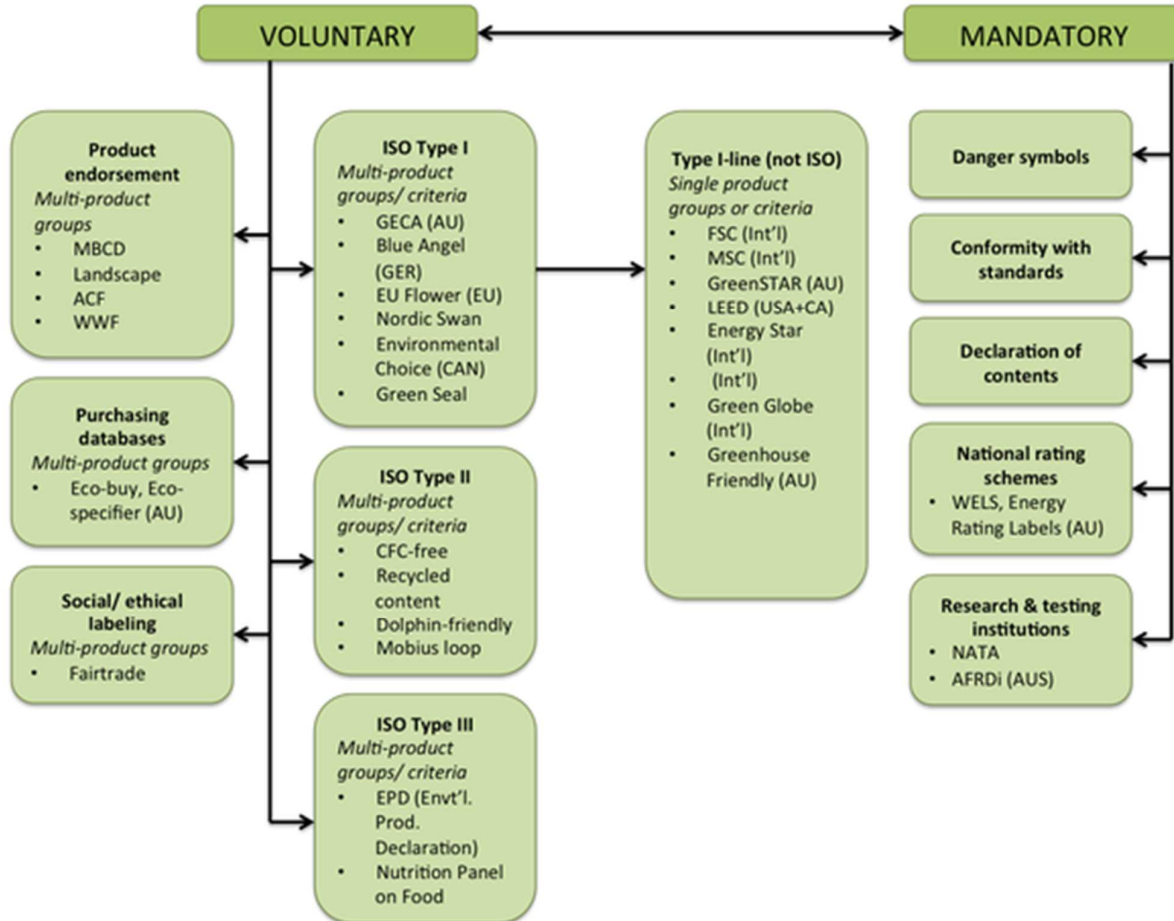 VOLUNTARY
MANDATORY
Product
endorsement
Multi-product
groups
• MBCD
• Landscape
• ACF
• WWF
Purchasing
databases
Multi-product groups
• Eco-buy, Eco-
specifier (AU)
Social/ ethical
labeling
Multi-product groups
• Fairtrade
ISO Type I
Multi-product
groups/ criteria
• GECA (AU)
• Blue Angel
(GER)
• EU Flower (EU)
• Nordic Swan
• Environmental
Choice (CAN)
• Green Seal
ISO Type II
Multi-product
groups/ criteria
• CFC-free
• Recycled
content
• Dolphin-friendly
• Mobius loop
ISO Type III
Multi-product
groups/ criteria
• EPD (Envt’l.
Prod.
Declaration)
• Nutrition Panel
on Food
Type I-line (not ISO)
Single product
groups or criteria
• FSC (Int’l)
• MSC (Int’l)
• GreenSTAR (AU)
• LEED (USA+CA)
• Energy Star
(Int’l)
• (Int’l)
• Green Globe
(Int’l)
• Greenhouse
Friendly (AU)
Danger symbols
Conformity with
standards
Declaration of
contents
National rating
schemes
• WELS, Energy
Rating Labels (AU)
Research & testing
institutions
• NATA
• AFRDi (AUS)